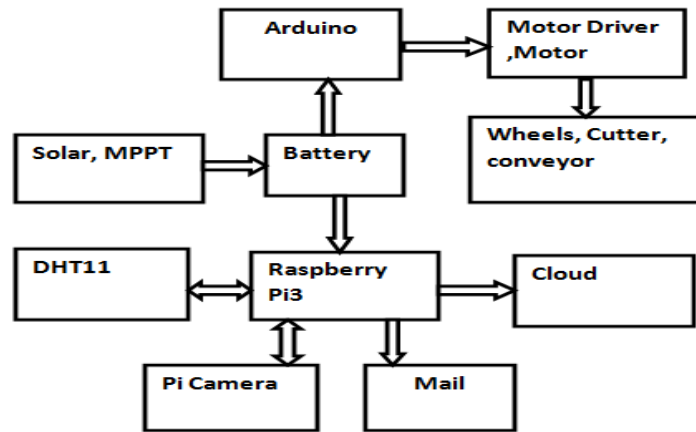 Arduino
Motor Driver
,Motor
Solar, MPPT
Battery
Wheels, Cutter,
conveyor
DHT11
Raspberry
Pi3
Cloud
Pi Camera
Mail